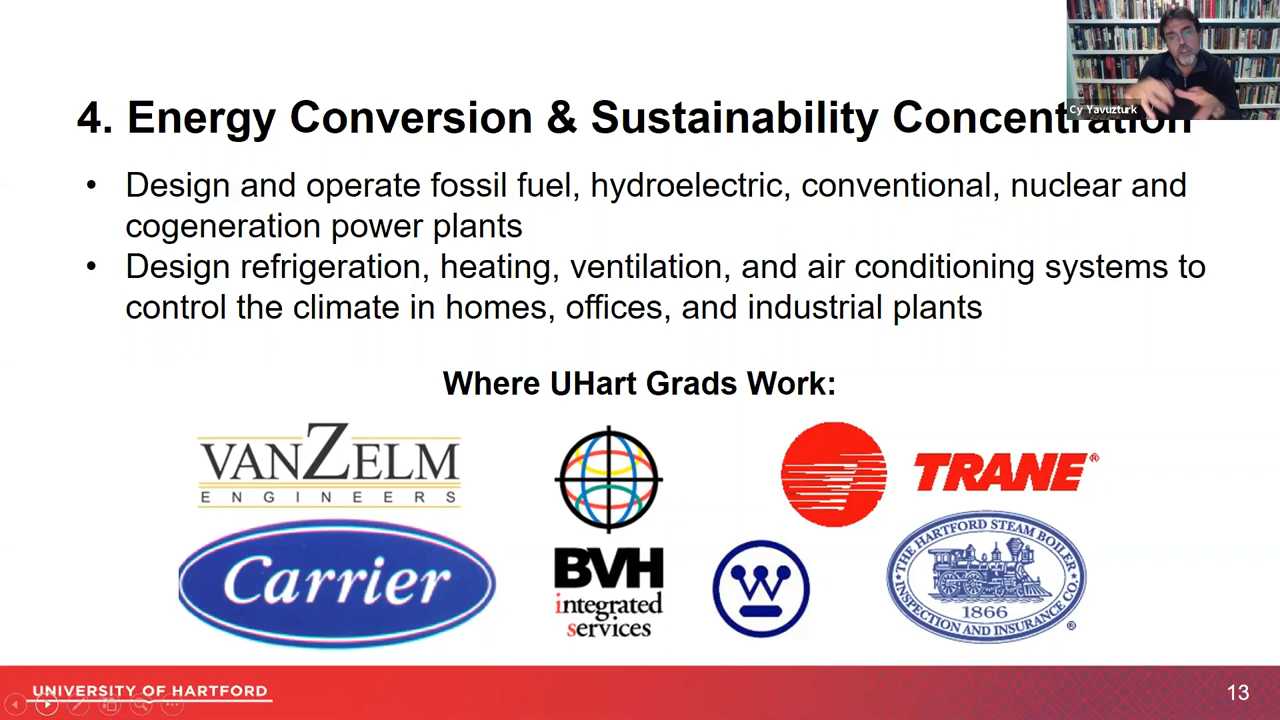 Cy Yavuzturk
4. Energy Conversion & Sustainability Concentration
• Design and operate fossil fuel, hydroelectric, conventional, nuclear and
cogeneration power plants
• Design refrigeration, heating, ventilation, and air conditioning systems to
control the climate in homes, offices, and industrial plants
Where UHart Grads Work:
VANZELM
ENGINEERS
TRANE®
Carrier
BVH
integrated
services
W
THE HARTFORD STEAM BOILER
1866
INSPECTION AND INSURANCE CO.
®
UNIVERSITY OF HARTFORD
13